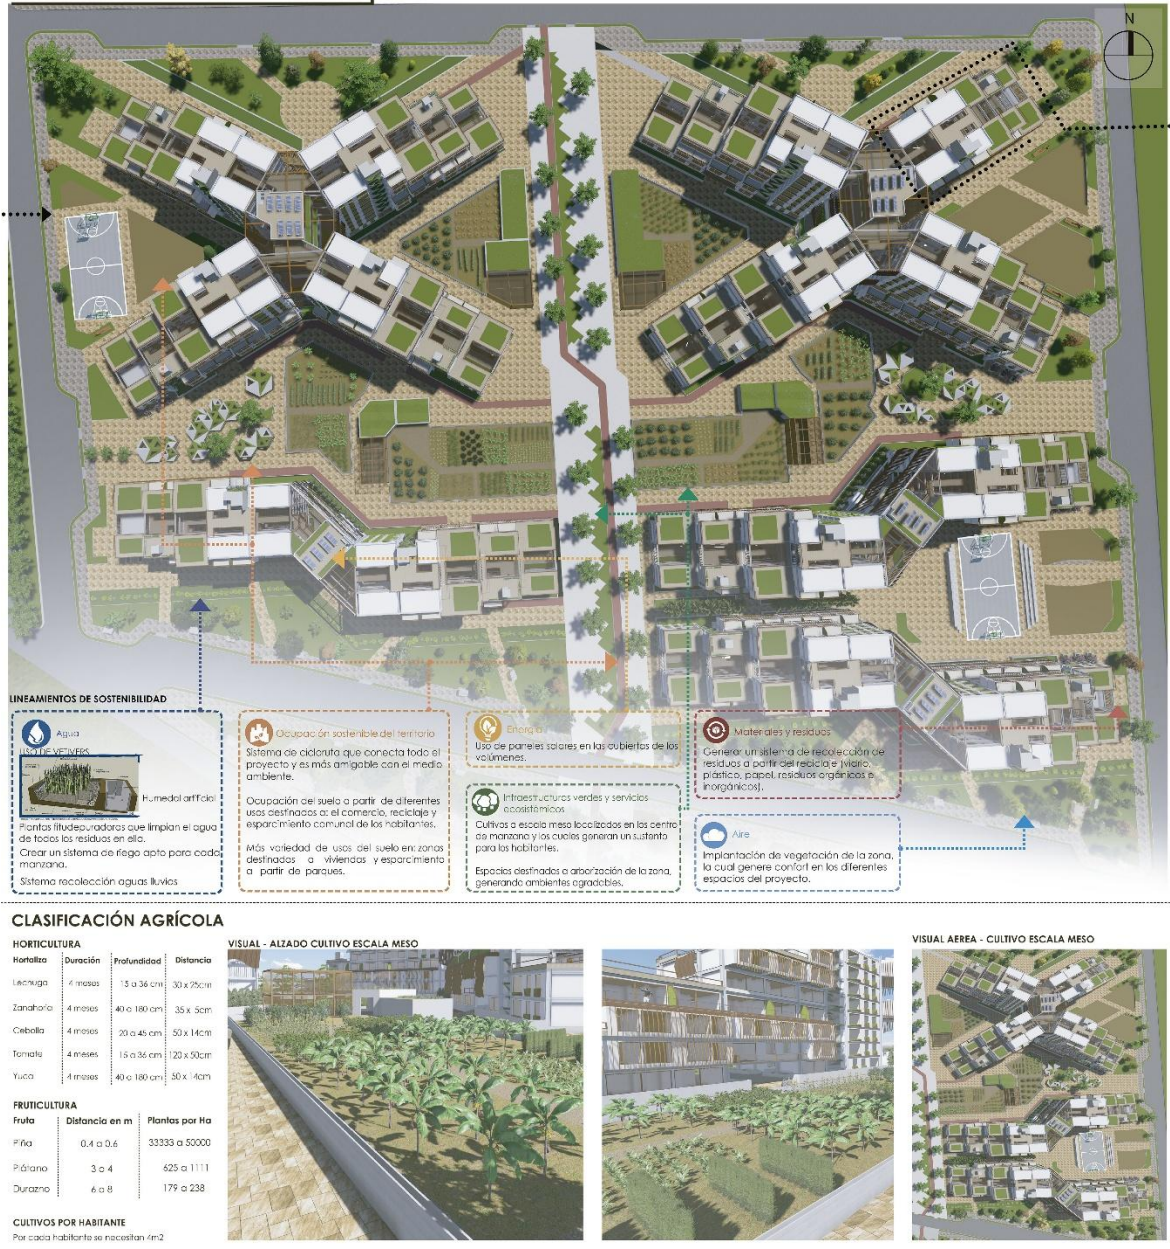 N
LINEAMIENTOS DE SOSTENIBILIDAD
Agua
USO DE VETIVERS
Humedal artificial
Plantas fitudepuradoras que limpian el agua
de todos los residuos en ella.
Crear un sistema de riego apto para cada
manzana.
Sistema recolección aguas lluvias
Ocupación sostenible del territorio
Sistema de cicloruta que conecta todo el
proyecto y es más amigable con el medio
ambiente.
Ocupación del suelo a partir de diferentes
usos destinados al el comercio, reciclaje y
esparcimiento comunal de los habitantes.
Más variedad de usos del suelo en: zonas
destinadas a viviendas y esparcimiento
a partir de parques.
Energía
Uso de paneles solares en las cubiertas de los
volúmenes.
Infraestructuras verdes y servicios
ecosistémicos
Cultivos a escala meso localizados en los centro
de manzana y los cuales generan un sustento
para los habitantes.
Espacios destinados a arborización de la zona,
generando ambientes agradables.
Materiales y residuos
Generar un sistema de recolección de
residuos a partir del reciclaje (vidrio,
plástico, papel, residuos orgánicos e
inorgánicos).
Aire
Implantación de vegetación de la zona,
la cual genere confort en los diferentes
espacios del proyecto.
CLASIFICACIÓN AGRÍCOLA
HORTICULTURA
Hortaliza Duración Profundidad Distancia
Lechuga 4 meses 15 a 36 cm 30 x 25cm
Zanahoria 4 meses 40 a 180 cm 35 x 5cm
Cebolla 4 meses 20 a 45 cm 50 x 14cm
Tomate 4 meses 15 a 36 cm 120 x 50cm
Yuca 4 meses 40 a 180 cm 50 x 14cm
FRUTICULTURA
Fruta Distancia en m Plantas por Ha
Piña 0.4 a 0.6 33333 a 50000
Plátano 3 a 4 625 a 1111
Durazno 6 a 8 179 a 238
CULTIVOS POR HABITANTE
Por cada habitante se necesitan 4m2
VISUAL - ALZADO CULTIVO ESCALA MESO
VISUAL AEREA - CULTIVO ESCALA MESO